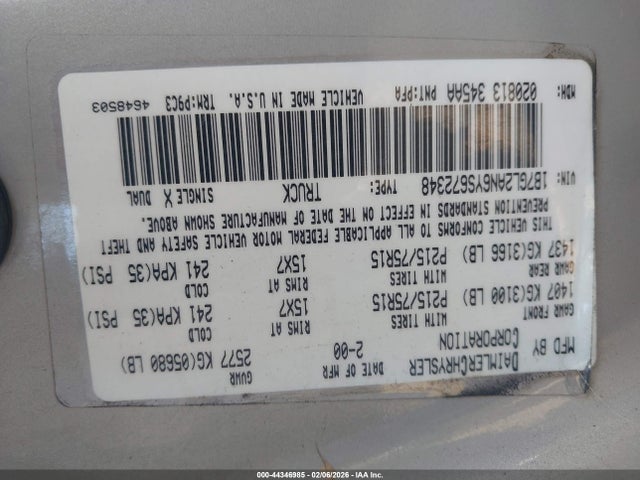 MFD BY DAIMLERCHRYSLER CORPORATION DATE OF MFR 2-00 GVWR 2577 KG(05680 LB)
GAWR FRONT WITH TIRES RIMS AT COLD
1407 KG(3100 LB) P215/75R15 15X7 241 KPA(35 PSI)
GAWR REAR WITH TIRES RIMS AT COLD
1437 KG(3166 LB) P215/75R15 15X7 241 KPA(35 PSI)
THIS VEHICLE CONFORMS TO ALL APPLICABLE FEDERAL MOTOR VEHICLE SAFETY AND THEFT
PREVENTION STANDARDS IN EFFECT ON THE DATE OF MANUFACTURE SHOWN ABOVE.
VIN: 1B7GL2AN6YS672348 TYPE: TRUCK SINGLE X DUAL
MDH: 020813 345AA PNT:PFA VEHICLE MADE IN U.S.A. TRM:P9C3 4648503
000-44346985 - 02/06/2026 - IAA Inc.